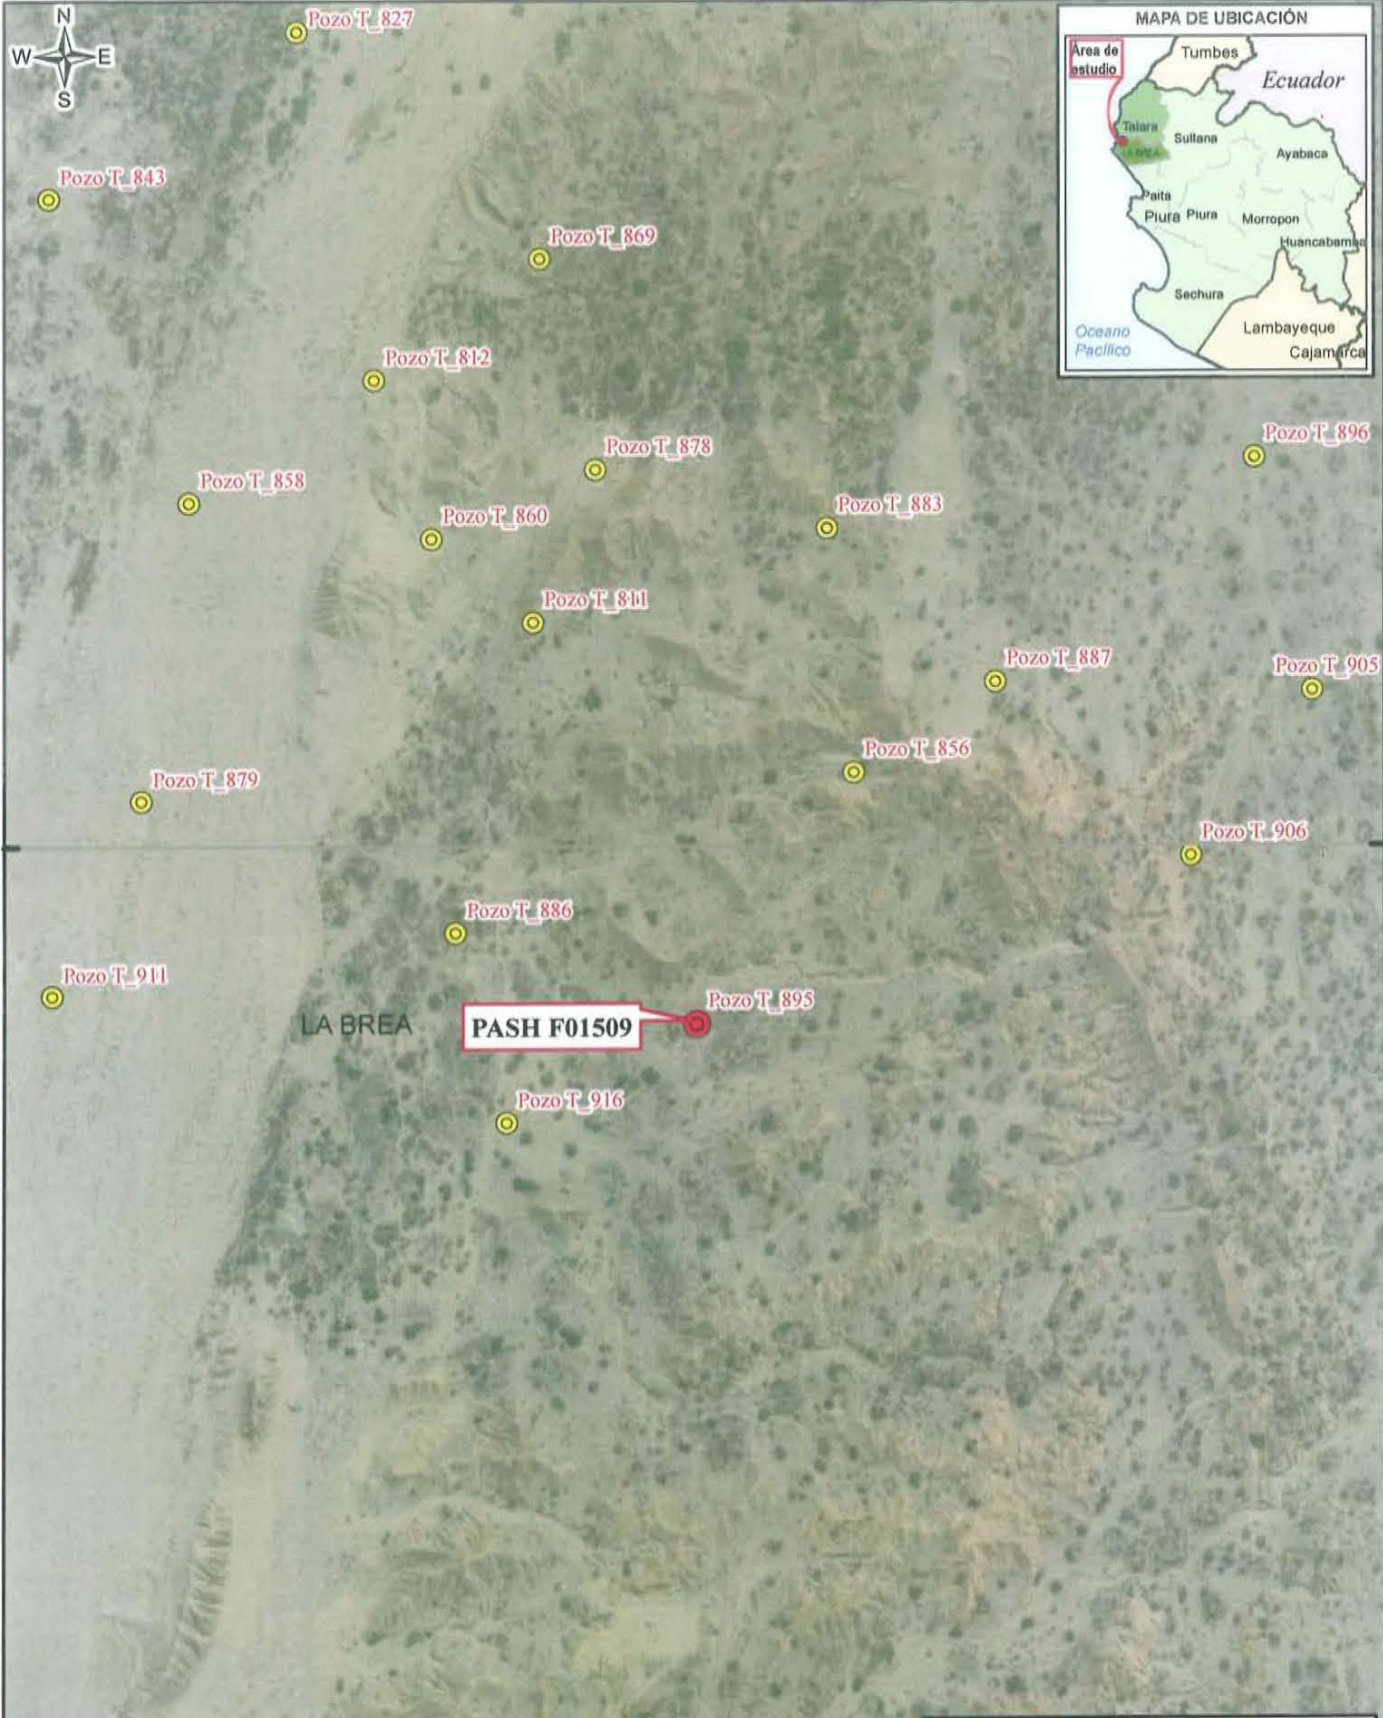 N
W E
S
Pozo T_827
MAPA DE UBICACIÓN
Área de
estudio
Tumbes
Ecuador
Talara
Sullana
LA BREA
Ayabaca
Paita
Piura Piura
Morropon
Huancabamba
Sechura
Lambayeque
Oceano
Pacífico
Cajamarca
Pozo T_843
Pozo T_869
Pozo T_812
Pozo T_896
Pozo T_878
Pozo T_858
Pozo T_883
Pozo T_860
Pozo T_811
Pozo T_887
Pozo T_905
Pozo T_856
Pozo T_879
Pozo T_906
Pozo T_886
Pozo T_911
Pozo T_895
LA BREA
PASH F01509
Pozo T_916